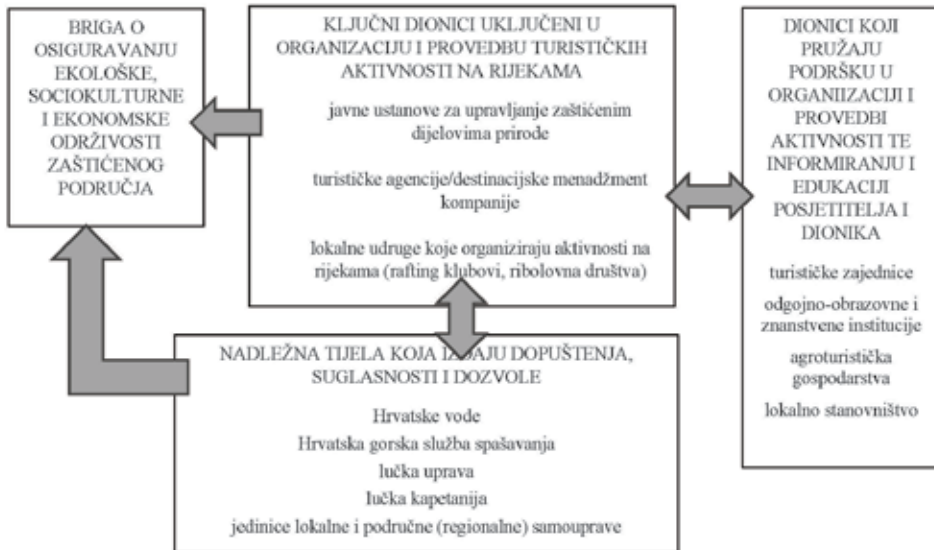 BRIGA O
OSIGURAVANJU
EKOLOŠKE,
SOCIOKULTURNE
I EKONOMSKE
ODRŽIVOSTI
ZAŠTIĆENOG
PODRUČJA
KLJUČNI DIONICI UKLJUČENI U
ORGANIZACIJU I PROVEDBU TURISTIČKIH
AKTIVNOSTI NA RIJEKAMA
javne ustanove za upravljanje zaštićenim
dijelovima prirode
turističke agencije/destinacijske menadžment
kompanije
lokalne udruge koje organiziraju aktivnosti na
rijekama (rafting klubovi, ribolovna društva)
DIONICI KOJI
PRUŽAJU
PODRŠKU U
ORGANIIZACIJI I
PROVEDBI
AKTIVNOSTI TE
INFORMIRANJU I
EDUKACIJI
POSJETITELJA I
DIONIKA
turističke zajednice
odgojno-obrazovne i
znanstvene institucije
agroturistička
gospodarstva
lokalno stanovništvo
NADLEŽNA TIJELA KOJA IZDAJU DOPUŠTENJA,
SUGLASNOSTI I DOZVOLE
Hrvatske vode
Hrvatska gorska služba spašavanja
lučka uprava
lučka kapetanija
jedinice lokalne i područne (regionalne) samouprave